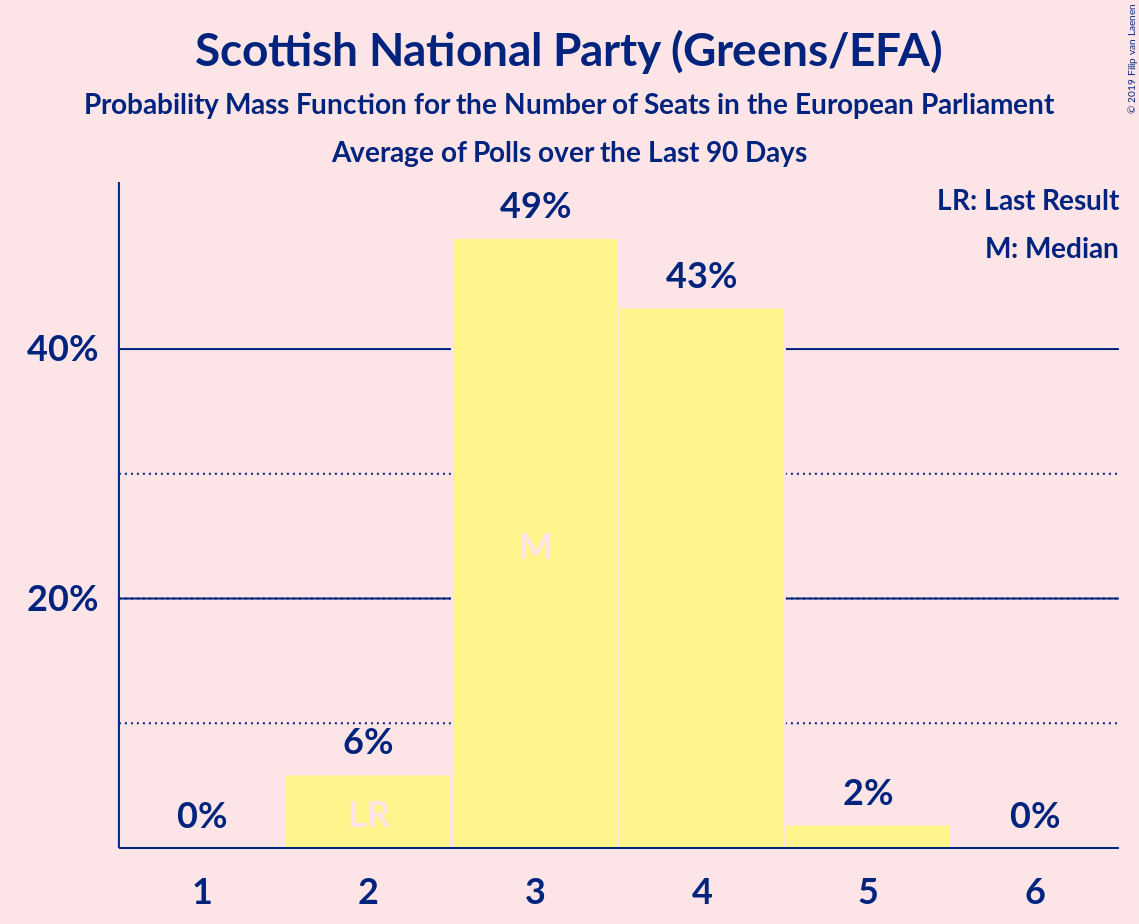 Scottish National Party (Greens/EFA)
Probability Mass Function for the Number of Seats in the European Parliament
Average of Polls over the Last 90 Days
© 2019 Filip van Laenen
LR: Last Result
M: Median
49%
43%
40%
M
20%
6%
2%
0%
LR
0%
1
2
3
4
5
6